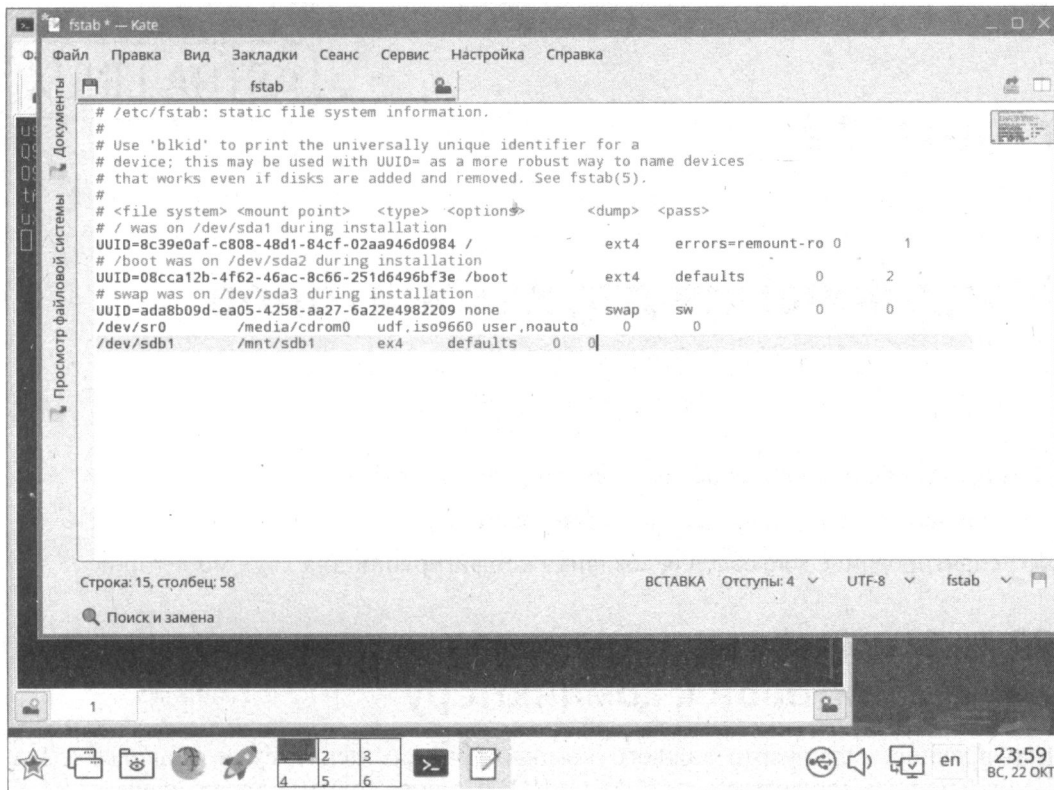 fstab * — Kate
Файл Правка Вид Закладки Сеанс Сервис Настройка Справка
fstab
Документы
Просмотр файловой системы
# /etc/fstab: static file system information.
#
# Use 'blkid' to print the universally unique identifier for a
# device; this may be used with UUID= as a more robust way to name devices
# that works even if disks are added and removed. See fstab(5).
#
# <file system> <mount point> <type> <options> <dump> <pass>
# / was on /dev/sda1 during installation
UUID=8c39e0af-c808-48d1-84cf-02aa946d0984 / ext4 errors=remount-ro 0 1
# /boot was on /dev/sda2 during installation
UUID=08cca12b-4f62-46ac-8c66-251d6496bf3e /boot ext4 defaults 0 2
# swap was on /dev/sda3 during installation
UUID=ada8b09d-ea05-4258-aa27-6a22e4982209 none swap sw 0 0
/dev/sr0 /media/cdrom0 udf,iso9660 user,noauto 0 0
/dev/sdb1 /mnt/sdb1 ex4 defaults 0 0
Строка: 15, столбец: 58 ВСТАВКА Отступы: 4 UTF-8 fstab
Поиск и замена
1
2 3
4 5 6
en 23:59
ВС, 22 ОКТ